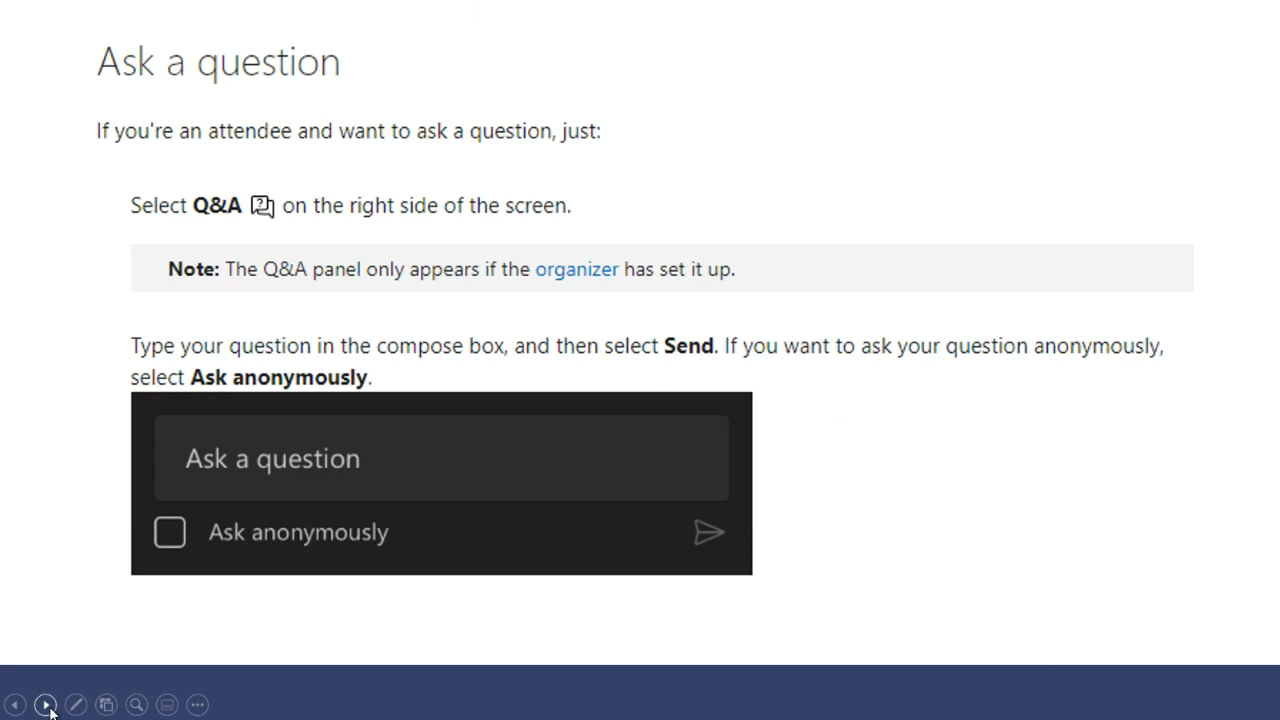 Ask a question
If you're an attendee and want to ask a question, just:
Select Q&A on the right side of the screen.
Note: The Q&A panel only appears if the organizer has set it up.
Type your question in the compose box, and then select Send. If you want to ask your question anonymously,
select Ask anonymously.
Ask a question
Ask anonymously